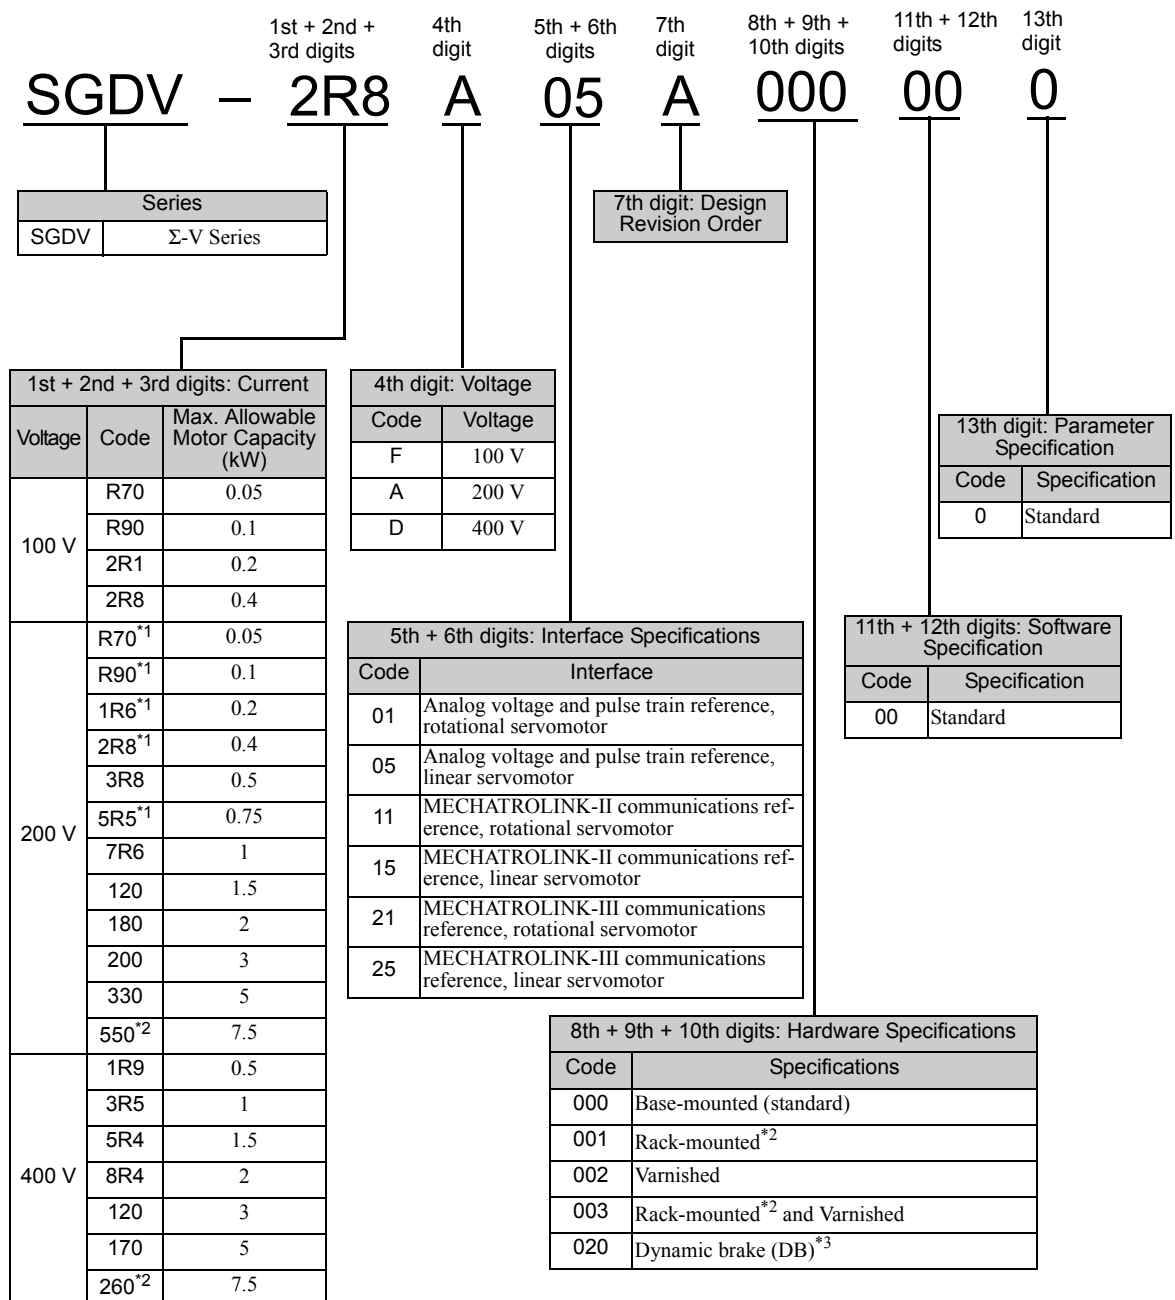 1st + 2nd +
3rd digits
4th
digit
5th + 6th
digits
7th
digit
8th + 9th +
10th digits
11th + 12th
digits
13th
digit
SGDV – 2R8 A 05 A 000 00 0
Series
SGDV Σ-V Series
7th digit: Design
Revision Order
1st + 2nd + 3rd digits: Current
Voltage Code Max. Allowable
Motor Capacity
(kW)
100 V
R70 0.05
R90 0.1
2R1 0.2
2R8 0.4
200 V
R70*1 0.05
R90*1 0.1
1R6*1 0.2
2R8*1 0.4
3R8 0.5
5R5*1 0.75
7R6 1
120 1.5
180 2
200 3
330 5
550*2 7.5
400 V
1R9 0.5
3R5 1
5R4 1.5
8R4 2
120 3
170 5
260*2 7.5
4th digit: Voltage
Code Voltage
F 100 V
A 200 V
D 400 V
13th digit: Parameter
Specification
Code Specification
0 Standard
5th + 6th digits: Interface Specifications
Code Interface
01 Analog voltage and pulse train reference,
rotational servomotor
05 Analog voltage and pulse train reference,
linear servomotor
11 MECHATROLINK-II communications ref-
erence, rotational servomotor
15 MECHATROLINK-II communications ref-
erence, linear servomotor
21 MECHATROLINK-III communications
reference, rotational servomotor
25 MECHATROLINK-III communications
reference, linear servomotor
11th + 12th digits: Software
Specification
Code Specification
00 Standard
8th + 9th + 10th digits: Hardware Specifications
Code Specifications
000 Base-mounted (standard)
001 Rack-mounted*2
002 Varnished
003 Rack-mounted*2 and Varnished
020 Dynamic brake (DB)*3